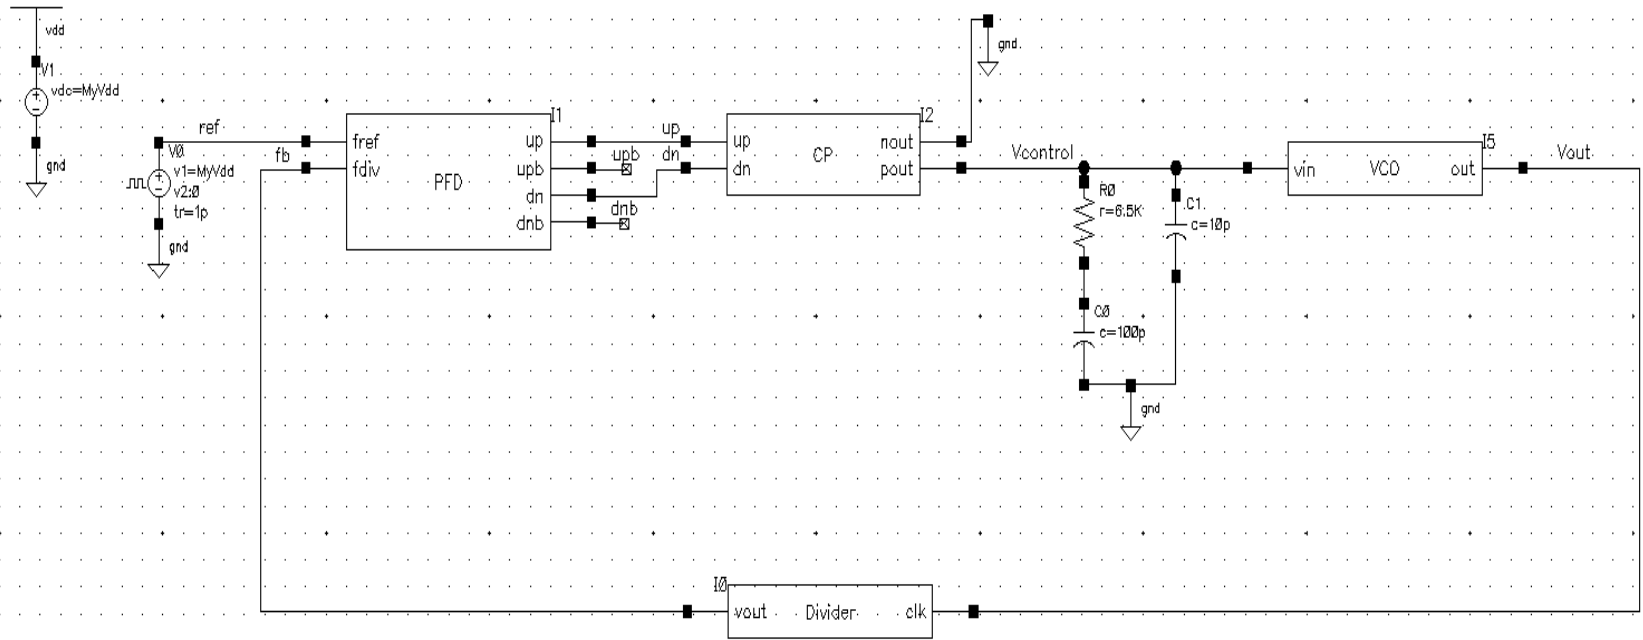 vdd
V1
vdc=MyVdd
gnd
ref
fb
V0
v1=MyVdd
v2:0
tr=1p
gnd
I1
fref
fdiv
PFD
up
upb
dn
dnb
up
upb
dn
dnb
I2
up
dn
CP
nout
pout
gnd
Vcontrol
R0
r=6.5K
C0
c=100p
C1
c=10p
gnd
I5
vin
VCO
out
Vout
I0
vout
Divider
clk